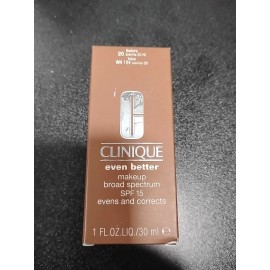 CLINIQUE
even better
makeup
broad spectrum
SPF 15
evens and corrects
1 FL.OZ.LIQ./30 ml e